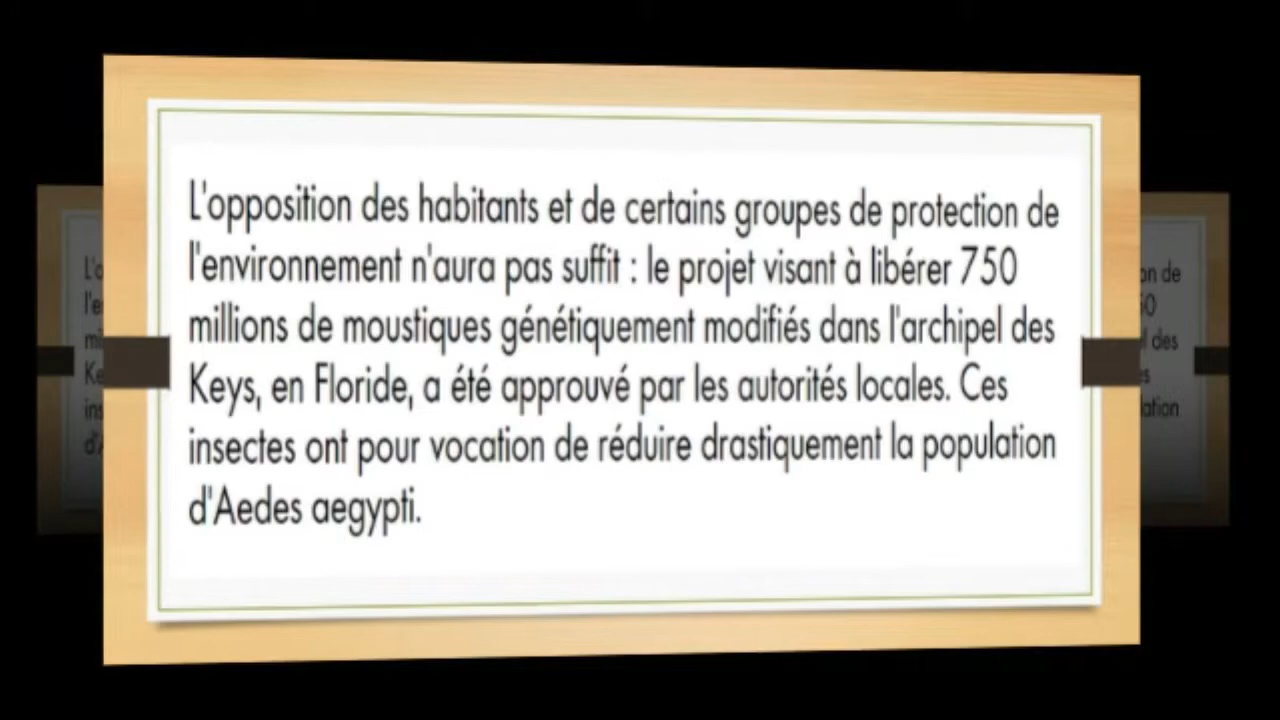 L'opposition des habitants et de certains groupes de protection de
l'environnement n'aura pas suffit : le projet visant à libérer 750
millions de moustiques génétiquement modifiés dans l'archipel des
Keys, en Floride, a été approuvé par les autorités locales. Ces
insectes ont pour vocation de réduire drastiquement la population
d'Aedes aegypti.